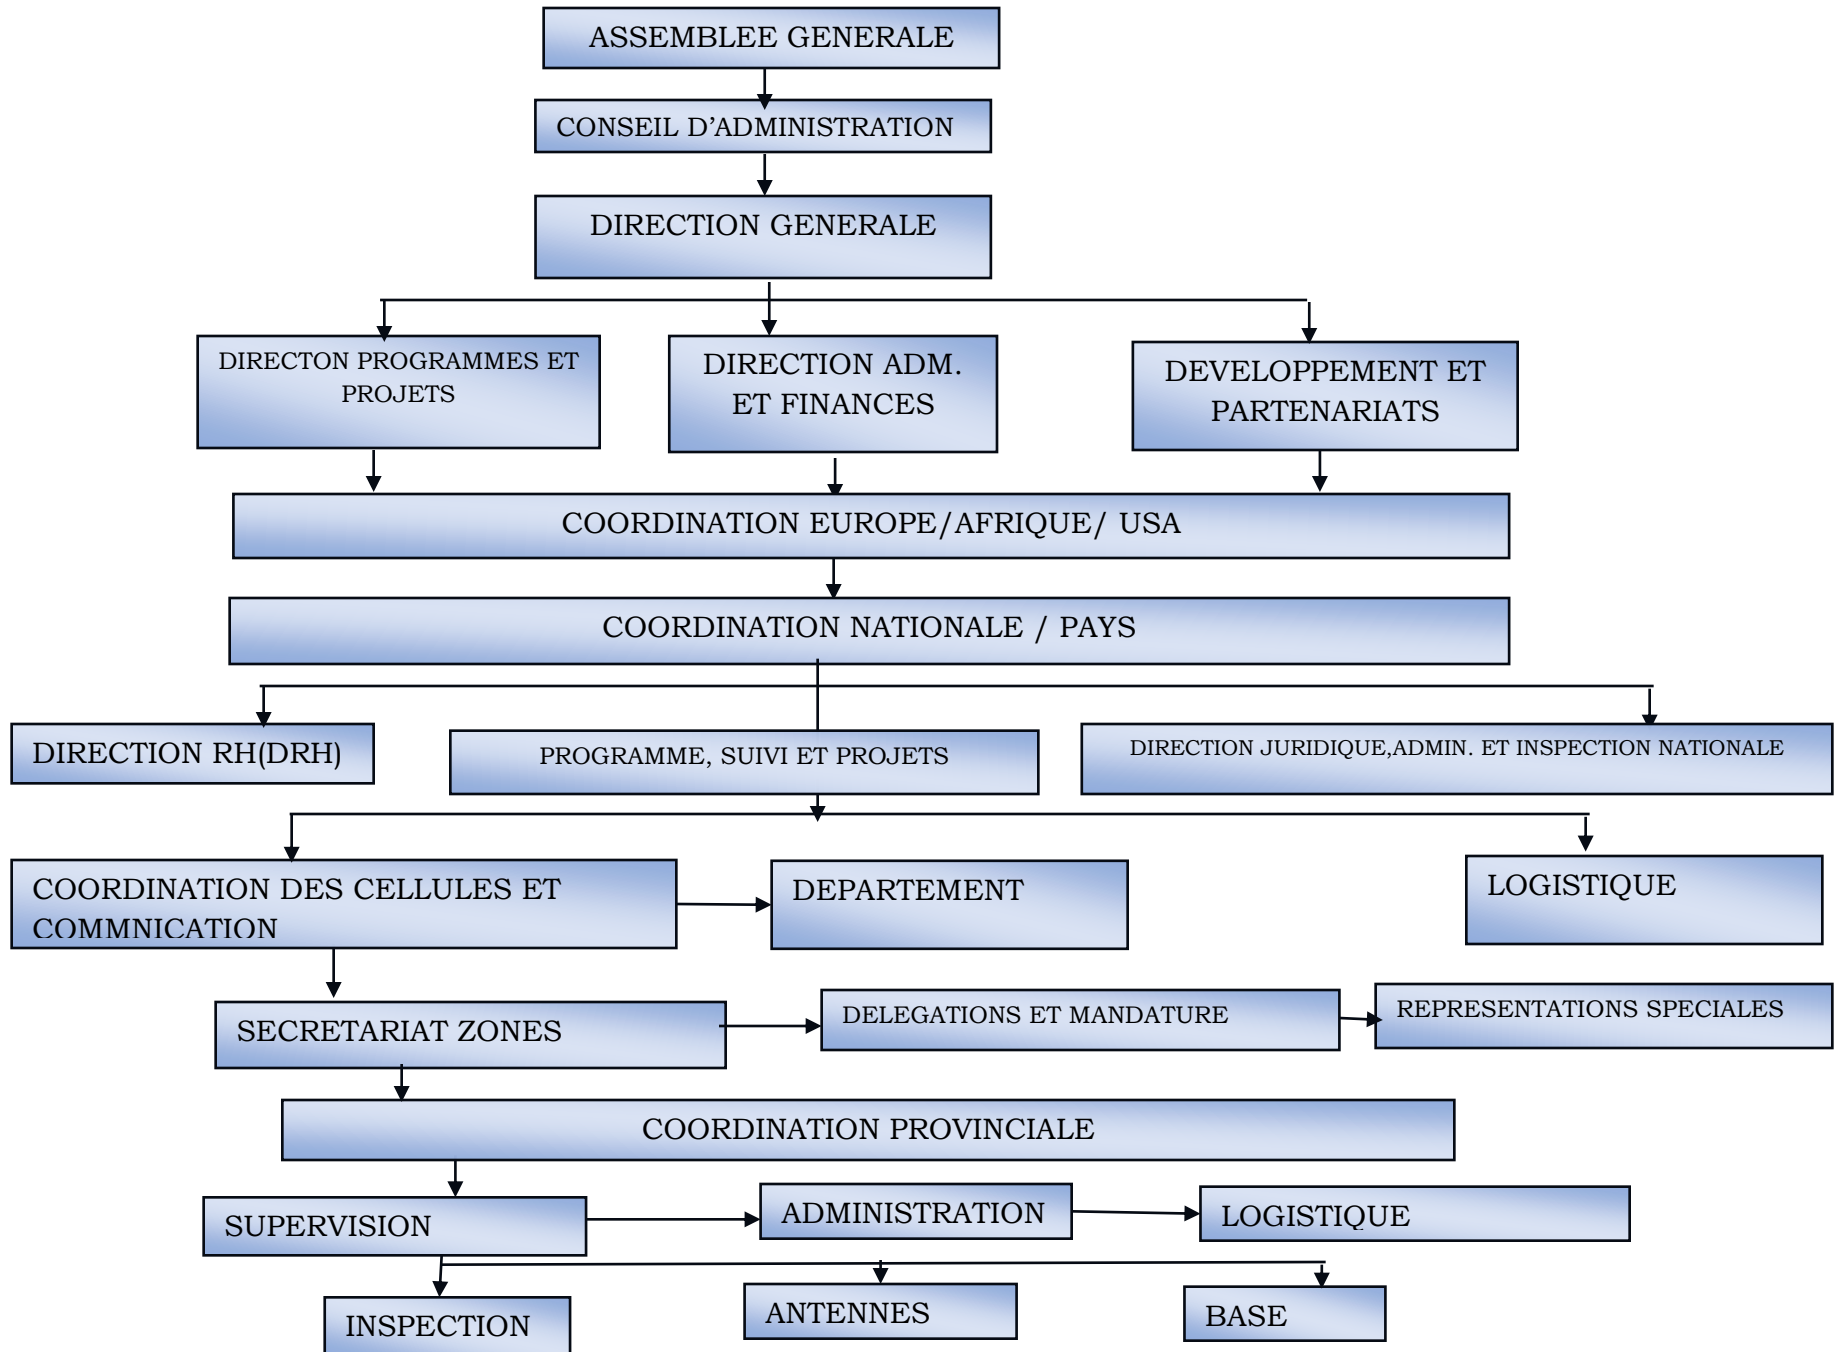 ASSEMBLEE GENERALE
CONSEIL D’ADMINISTRATION
DIRECTION GENERALE
DIRECTON PROGRAMMES ET
PROJETS
DIRECTION ADM.
ET FINANCES
DEVELOPPEMENT ET
PARTENARIATS
COORDINATION EUROPE/AFRIQUE/ USA
COORDINATION NATIONALE / PAYS
DIRECTION RH(DRH)
PROGRAMME, SUIVI ET PROJETS
DIRECTION JURIDIQUE,ADMIN. ET INSPECTION NATIONALE
COORDINATION DES CELLULES ET
COMMNICATION
DEPARTEMENT
LOGISTIQUE
SECRETARIAT ZONES
DELEGATIONS ET MANDATURE
REPRESENTATIONS SPECIALES
COORDINATION PROVINCIALE
SUPERVISION
ADMINISTRATION
LOGISTIQUE
INSPECTION
ANTENNES
BASE